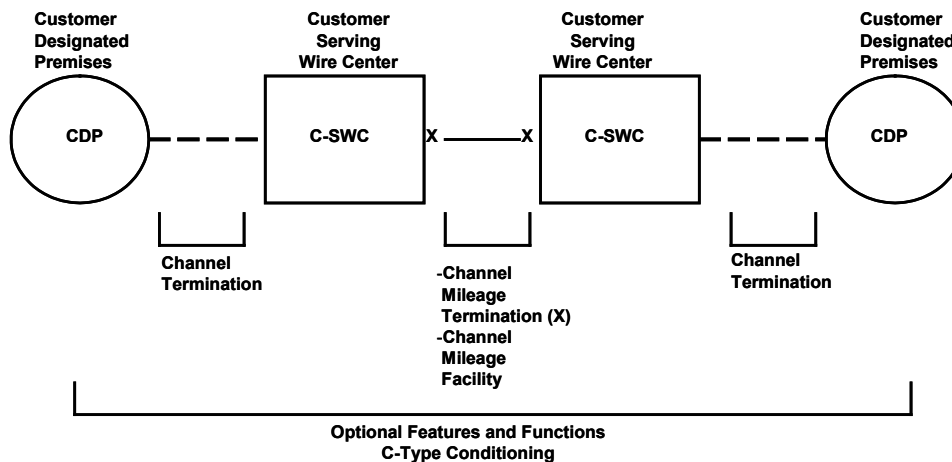 Customer
Designated
Premises
Customer
Serving
Wire Center
Customer
Serving
Wire Center
Customer
Designated
Premises
CDP
C-SWC
X
X
C-SWC
CDP
Channel
Termination
-Channel
Mileage
Termination (X)
-Channel
Mileage
Facility
Channel
Termination
Optional Features and Functions
C-Type Conditioning